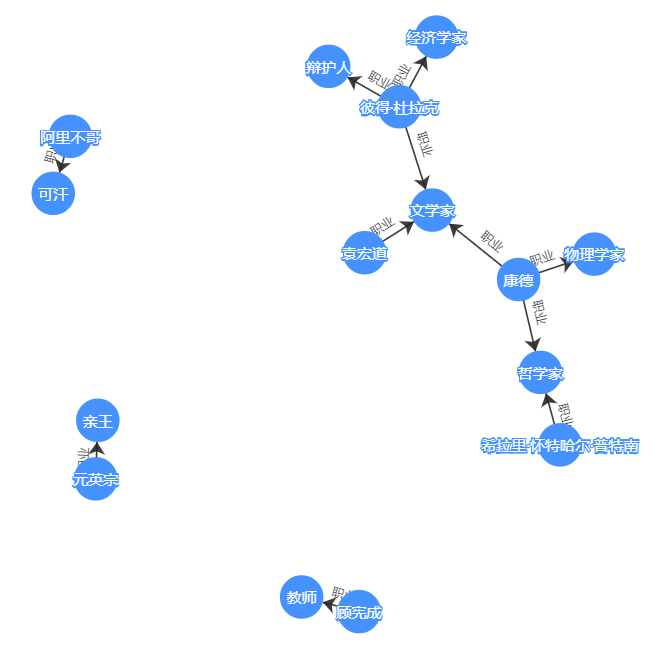 经济学家
辩护人
职业
职业
彼得·杜拉克
职业
阿里不哥
职
可汗
文学家
职业
职业
袁宏道
职业
物理学家
康德
职业
哲学家
职业
亲王
希拉里·怀特哈尔·普特南
元英宗
职业
教师
顾宪成